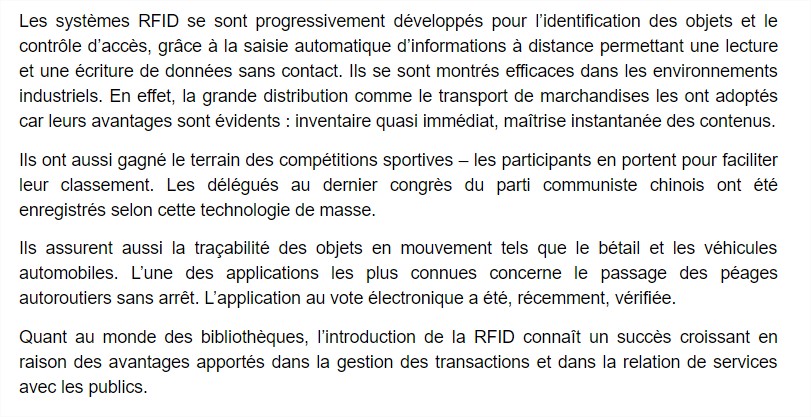 Les systèmes RFID se sont progressivement développés pour l’identification des objets et le
contrôle d’accès, grâce à la saisie automatique d’informations à distance permettant une lecture
et une écriture de données sans contact. Ils se sont montrés efficaces dans les environnements
industriels. En effet, la grande distribution comme le transport de marchandises les ont adoptés
car leurs avantages sont évidents : inventaire quasi immédiat, maîtrise instantanée des contenus.
Ils ont aussi gagné le terrain des compétitions sportives – les participants en portent pour faciliter
leur classement. Les délégués au dernier congrès du parti communiste chinois ont été
enregistrés selon cette technologie de masse.
Ils assurent aussi la traçabilité des objets en mouvement tels que le bétail et les véhicules
automobiles. L’une des applications les plus connues concerne le passage des péages
autoroutiers sans arrêt. L’application au vote électronique a été, récemment, vérifiée.
Quant au monde des bibliothèques, l’introduction de la RFID connaît un succès croissant en
raison des avantages apportés dans la gestion des transactions et dans la relation de services
avec les publics.